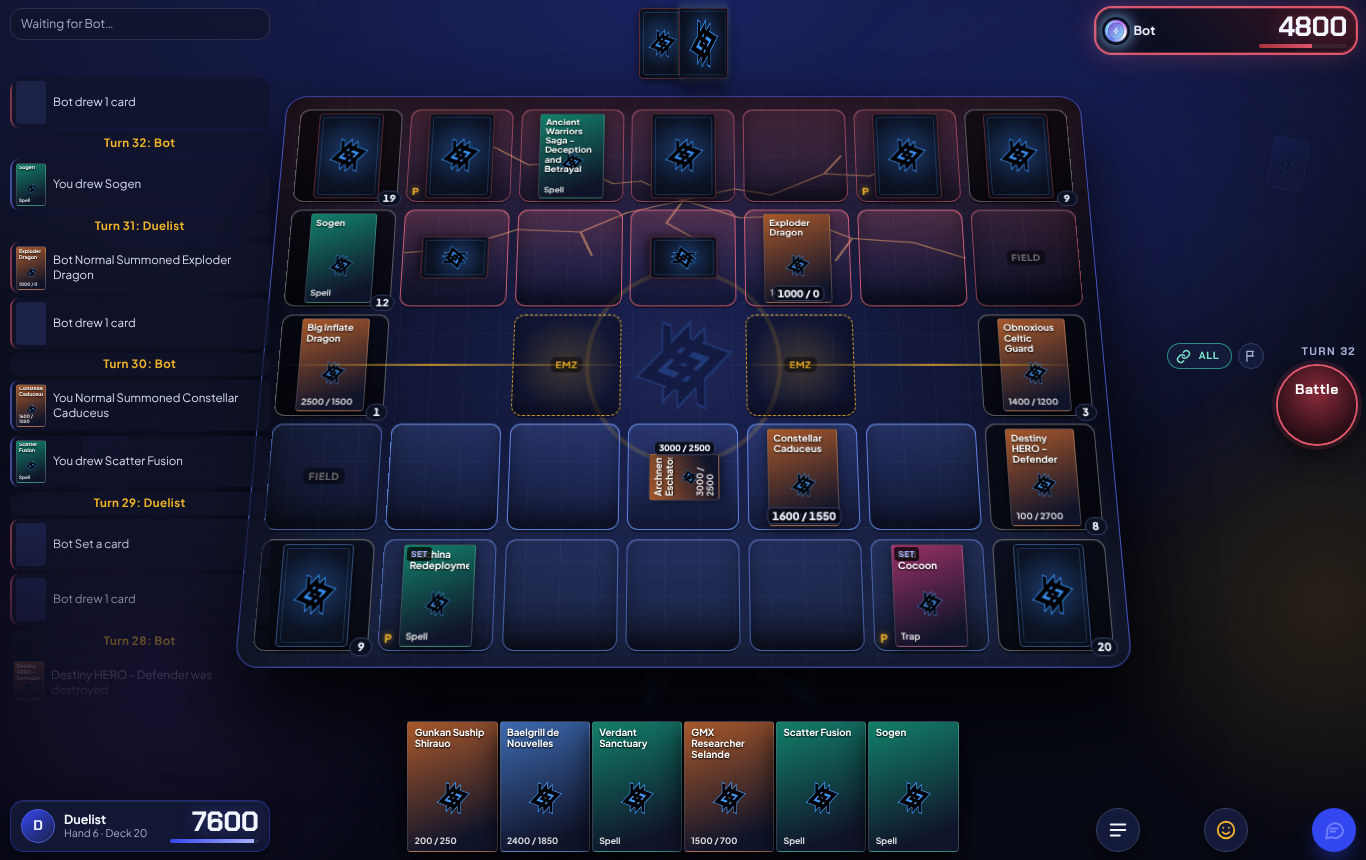 Waiting for Bot...
Bot
4800
Bot drew 1 card
Turn 32: Bot
Sogen
Spell
You drew Sogen
Turn 31: Duelist
Exploder
Dragon
1000 / 0
Bot Normal Summoned Exploder
Dragon
Bot drew 1 card
Turn 30: Bot
You Normal Summoned Constellar
Caduceus
Scatter
Fusion
Spell
You drew Scatter Fusion
Turn 29: Duelist
Bot Set a card
Bot drew 1 card
Turn 28: Bot
Destiny HERO - Defender was
destroyed
19
P
Ancient
Warriors
Saga -
Deception
and
Betrayal
Spell
P
9
Sogen
Spell
12
Exploder
Dragon
1000 / 0
FIELD
Big Inflate
Dragon
2500 / 1500
1
EMZ
EMZ
Obnoxious
Celtic
Guard
1400 / 1200
3
ALL
TURN 32
Battle
FIELD
3000 / 2500
3000 /
2500
Constellar
Caduceus
1600 / 1550
Destiny
HERO -
Defender
100 / 2700
8
9
SET
Redeployme
Spell
P
SET
Cocoon
Trap
P
20
Gunkan Suship
Shirauo
200 / 250
Baelgrill de
Nouvelles
2400 / 1850
Verdant
Sanctuary
Spell
GMX
Researcher
Selande
1500 / 700
Scatter Fusion
Spell
Sogen
Spell
D
Duelist
Hand 6 · Deck 20
7600